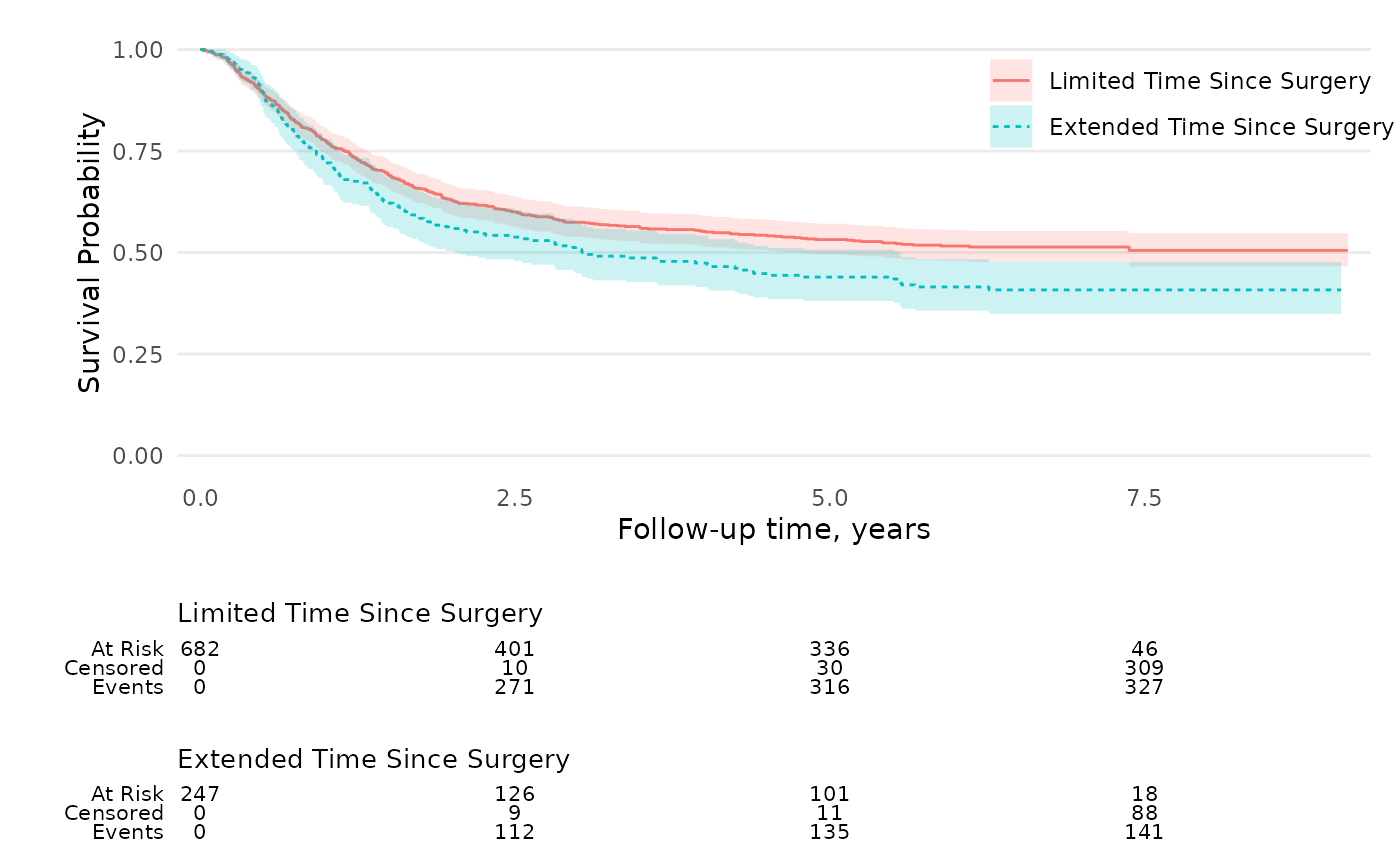 1.00
0.75
0.50
0.25
0.00
Survival Probability
Limited Time Since Surgery
Extended Time Since Surgery
0.0 2.5 5.0 7.5
Follow-up time, years
Limited Time Since Surgery
At Risk 682 401 336 46
Censored 0 10 30 309
Events 0 271 316 327
Extended Time Since Surgery
At Risk 247 126 101 18
Censored 0 9 11 88
Events 0 112 135 141